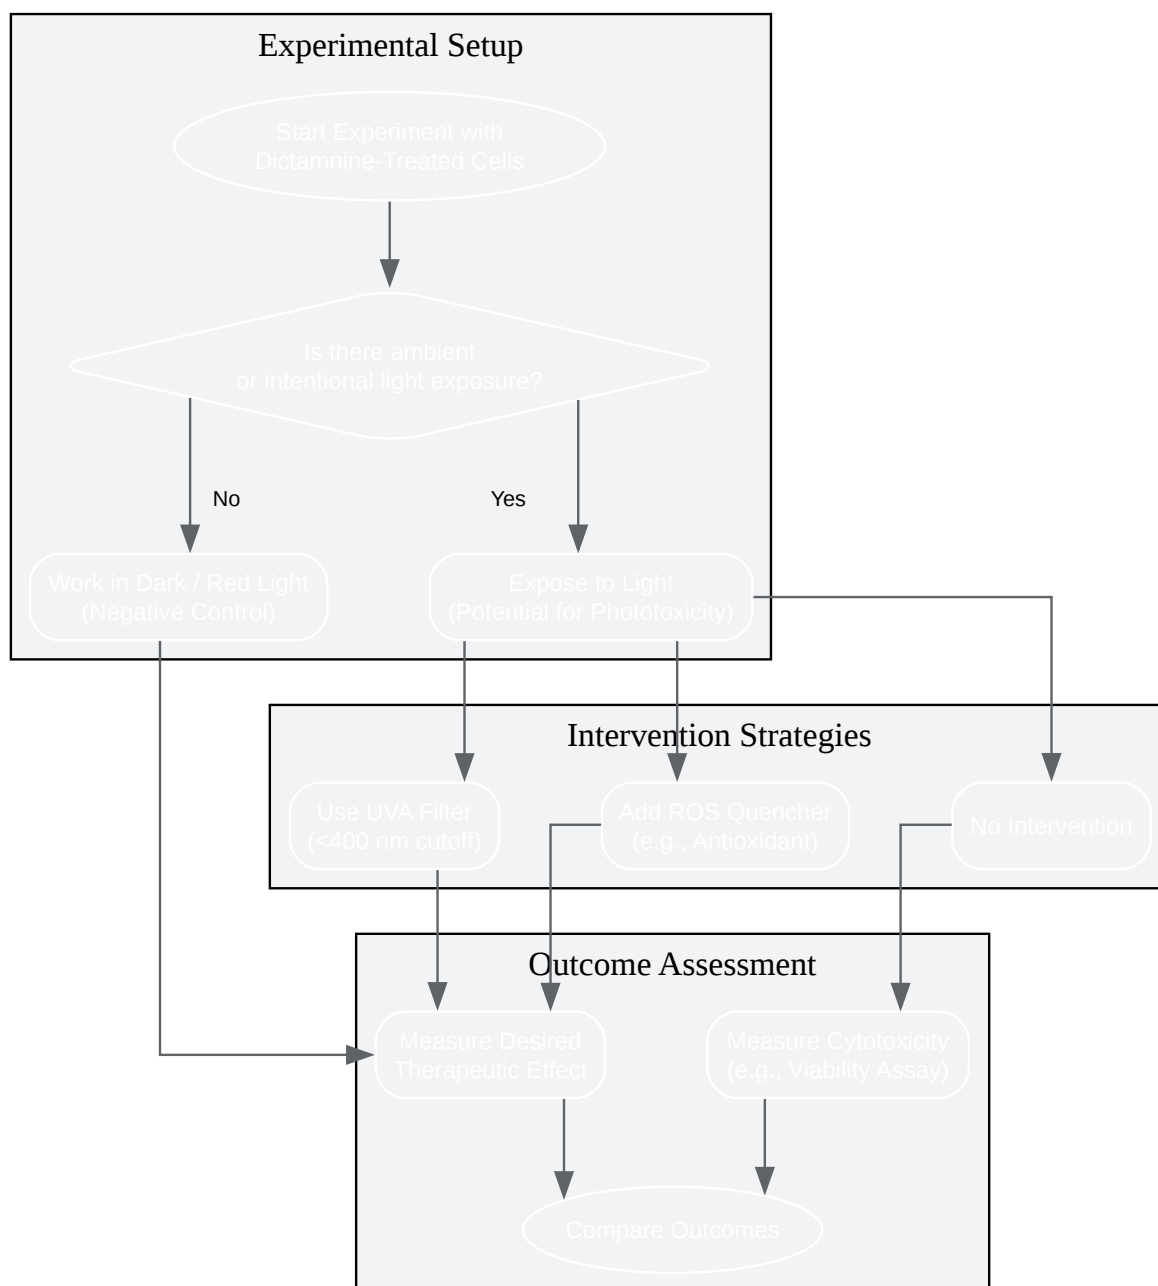 Experimental Setup
Start Experiment with
Dictamnine-Treated Cells
Is there ambient
or intentional light exposure?
No
Yes
Work in Dark / Red Light
(Negative Control)
Expose to Light
(Potential for Phototoxicity)
Intervention Strategies
Use UVA Filter
(<400 nm cutoff)
Add ROS Quencher
(e.g., Antioxidant)
No Intervention
Outcome Assessment
Measure Desired
Therapeutic Effect
Measure Cytotoxicity
(e.g., Viability Assay)
Compare Outcomes